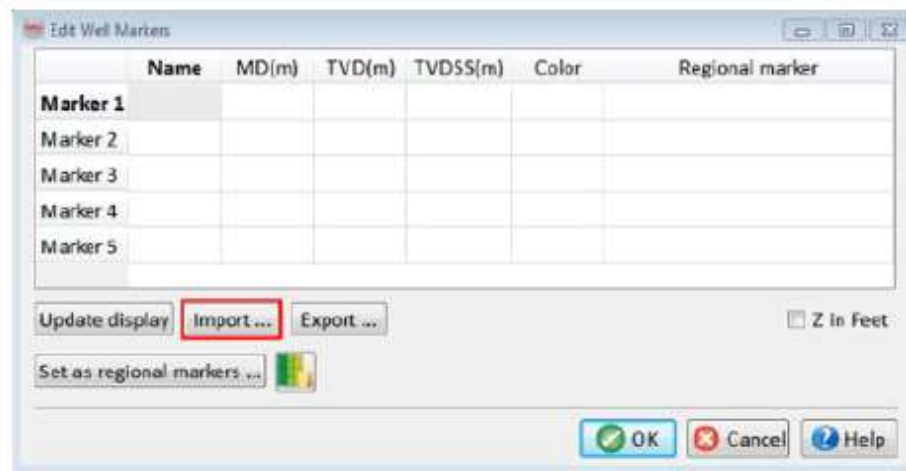 Edit Well Markers
Name MD(m) TVD(m) TVDSS(m) Color Regional marker
Marker 1
Marker 2
Marker 3
Marker 4
Marker 5
Update display Import ... Export ... Z in Feet
Set as regional markers ...
OK Cancel Help